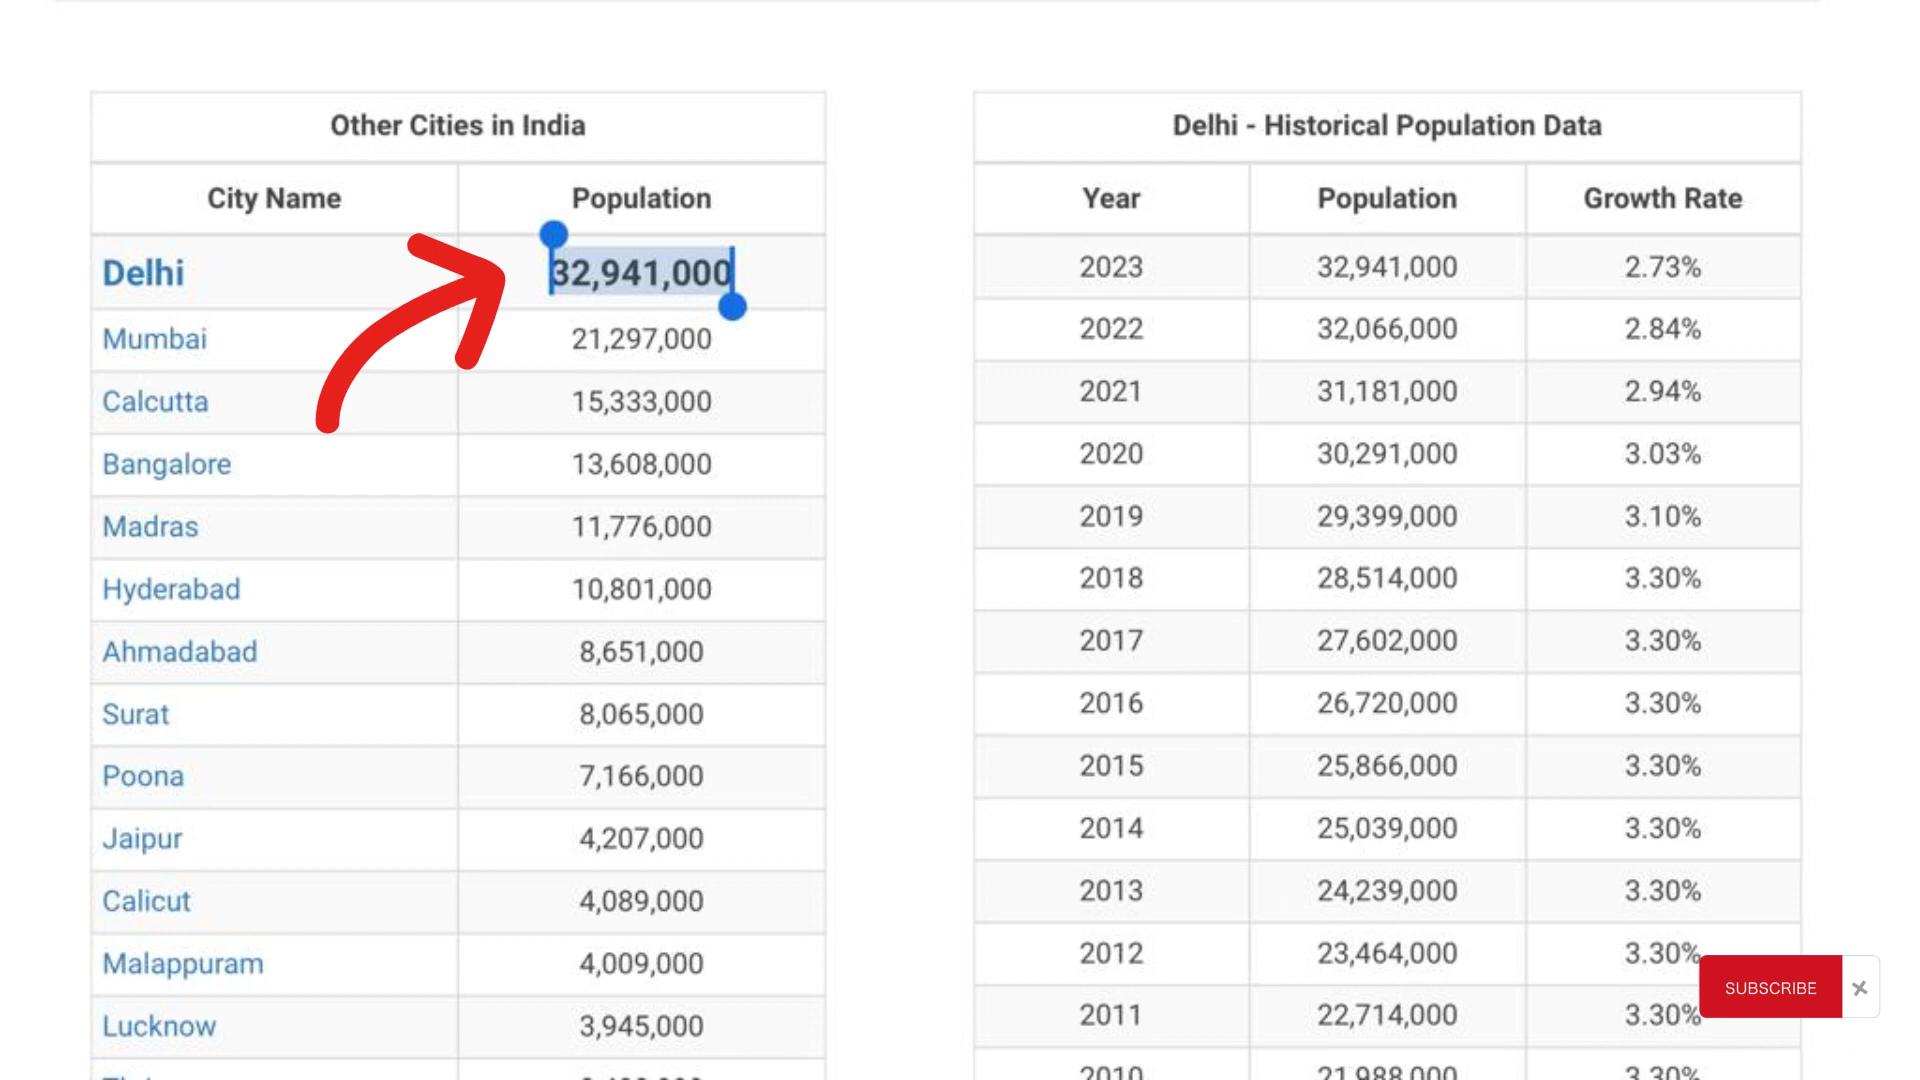 Other Cities in India
City Name Population
Delhi 32,941,000
Mumbai 21,297,000
Calcutta 15,333,000
Bangalore 13,608,000
Madras 11,776,000
Hyderabad 10,801,000
Ahmadabad 8,651,000
Surat 8,065,000
Poona 7,166,000
Jaipur 4,207,000
Calicut 4,089,000
Malappuram 4,009,000
Lucknow 3,945,000
Delhi - Historical Population Data
Year Population Growth Rate
2023 32,941,000 2.73%
2022 32,066,000 2.84%
2021 31,181,000 2.94%
2020 30,291,000 3.03%
2019 29,399,000 3.10%
2018 28,514,000 3.30%
2017 27,602,000 3.30%
2016 26,720,000 3.30%
2015 25,866,000 3.30%
2014 25,039,000 3.30%
2013 24,239,000 3.30%
2012 23,464,000 3.30%
2011 22,714,000 3.30%
2010 21,988,000 3.30%
SUBSCRIBE